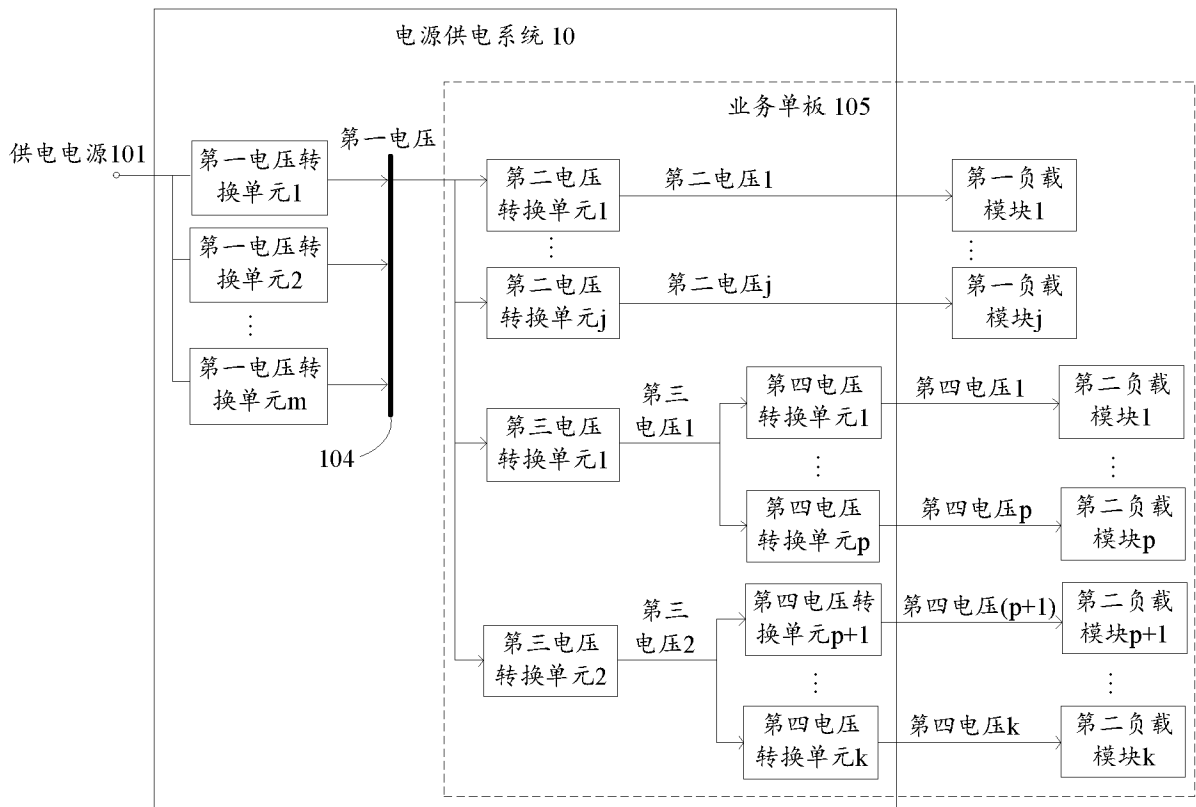 电源供电系统10
业务单板105
供电电源101
第一电压转
换单元1
第一电压转
换单元2
⋮
第一电压转
换单元m
第一电压
104
第二电压
转换单元1
⋮
第二电压
转换单元j
第二电压1
第二电压j
第一负载
模块1
⋮
第一负载
模块j
第三电压
转换单元1
第三
电压1
第四电压
转换单元1
⋮
第四电压
转换单元p
第四电压1
第四电压p
第二负载
模块1
⋮
第二负载
模块p
第三电压
转换单元2
第三
电压2
第四电压转
换单元p+1
⋮
第四电压
转换单元k
第四电压(p+1)
第四电压k
第二负载
模块p+1
⋮
第二负载
模块k